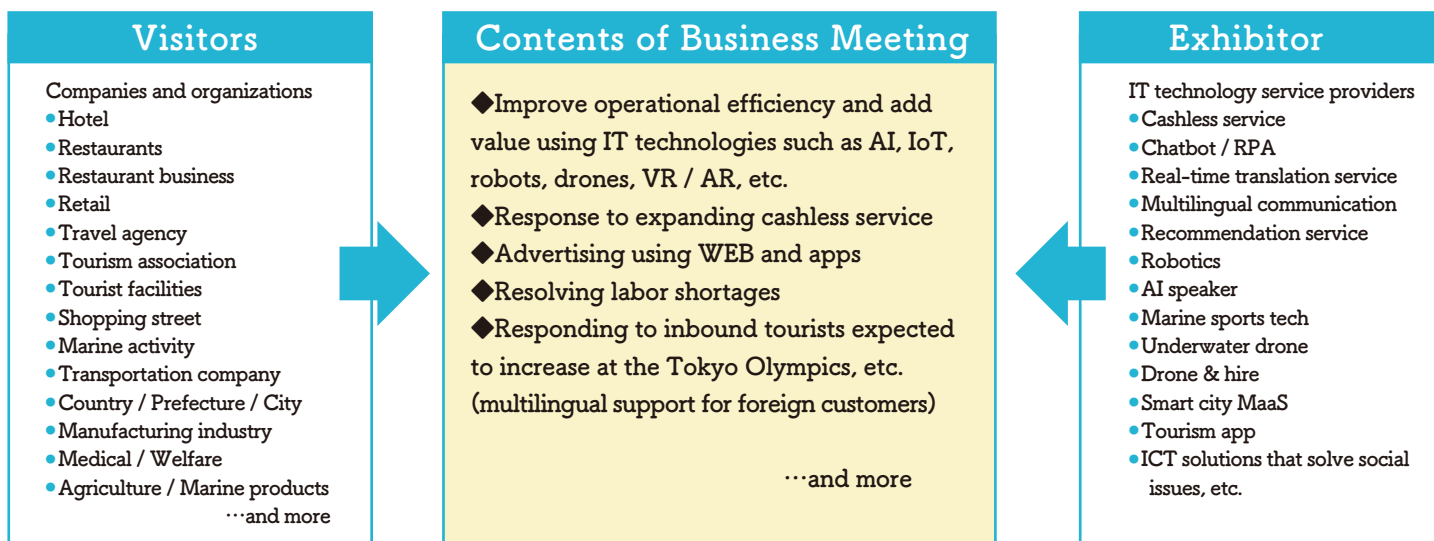 Visitors
Companies and organizations
●Hotel
●Restaurants
●Restaurant business
●Retail
●Travel agency
●Tourism association
●Tourist facilities
●Shopping street
●Marine activity
●Transportation company
●Country / Prefecture / City
●Manufacturing industry
●Medical / Welfare
●Agriculture / Marine products
…and more
Contents of Business Meeting
◆Improve operational efficiency and add
value using IT technologies such as AI, IoT,
robots, drones, VR / AR, etc.
◆Response to expanding cashless service
◆Advertising using WEB and apps
◆Resolving labor shortages
◆Responding to inbound tourists expected
to increase at the Tokyo Olympics, etc.
(multilingual support for foreign customers)
…and more
Exhibitor
IT technology service providers
●Cashless service
●Chatbot / RPA
●Real-time translation service
●Multilingual communication
●Recommendation service
●Robotics
●AI speaker
●Marine sports tech
●Underwater drone
●Drone & hire
●Smart city MaaS
●Tourism app
●ICT solutions that solve social
issues, etc.